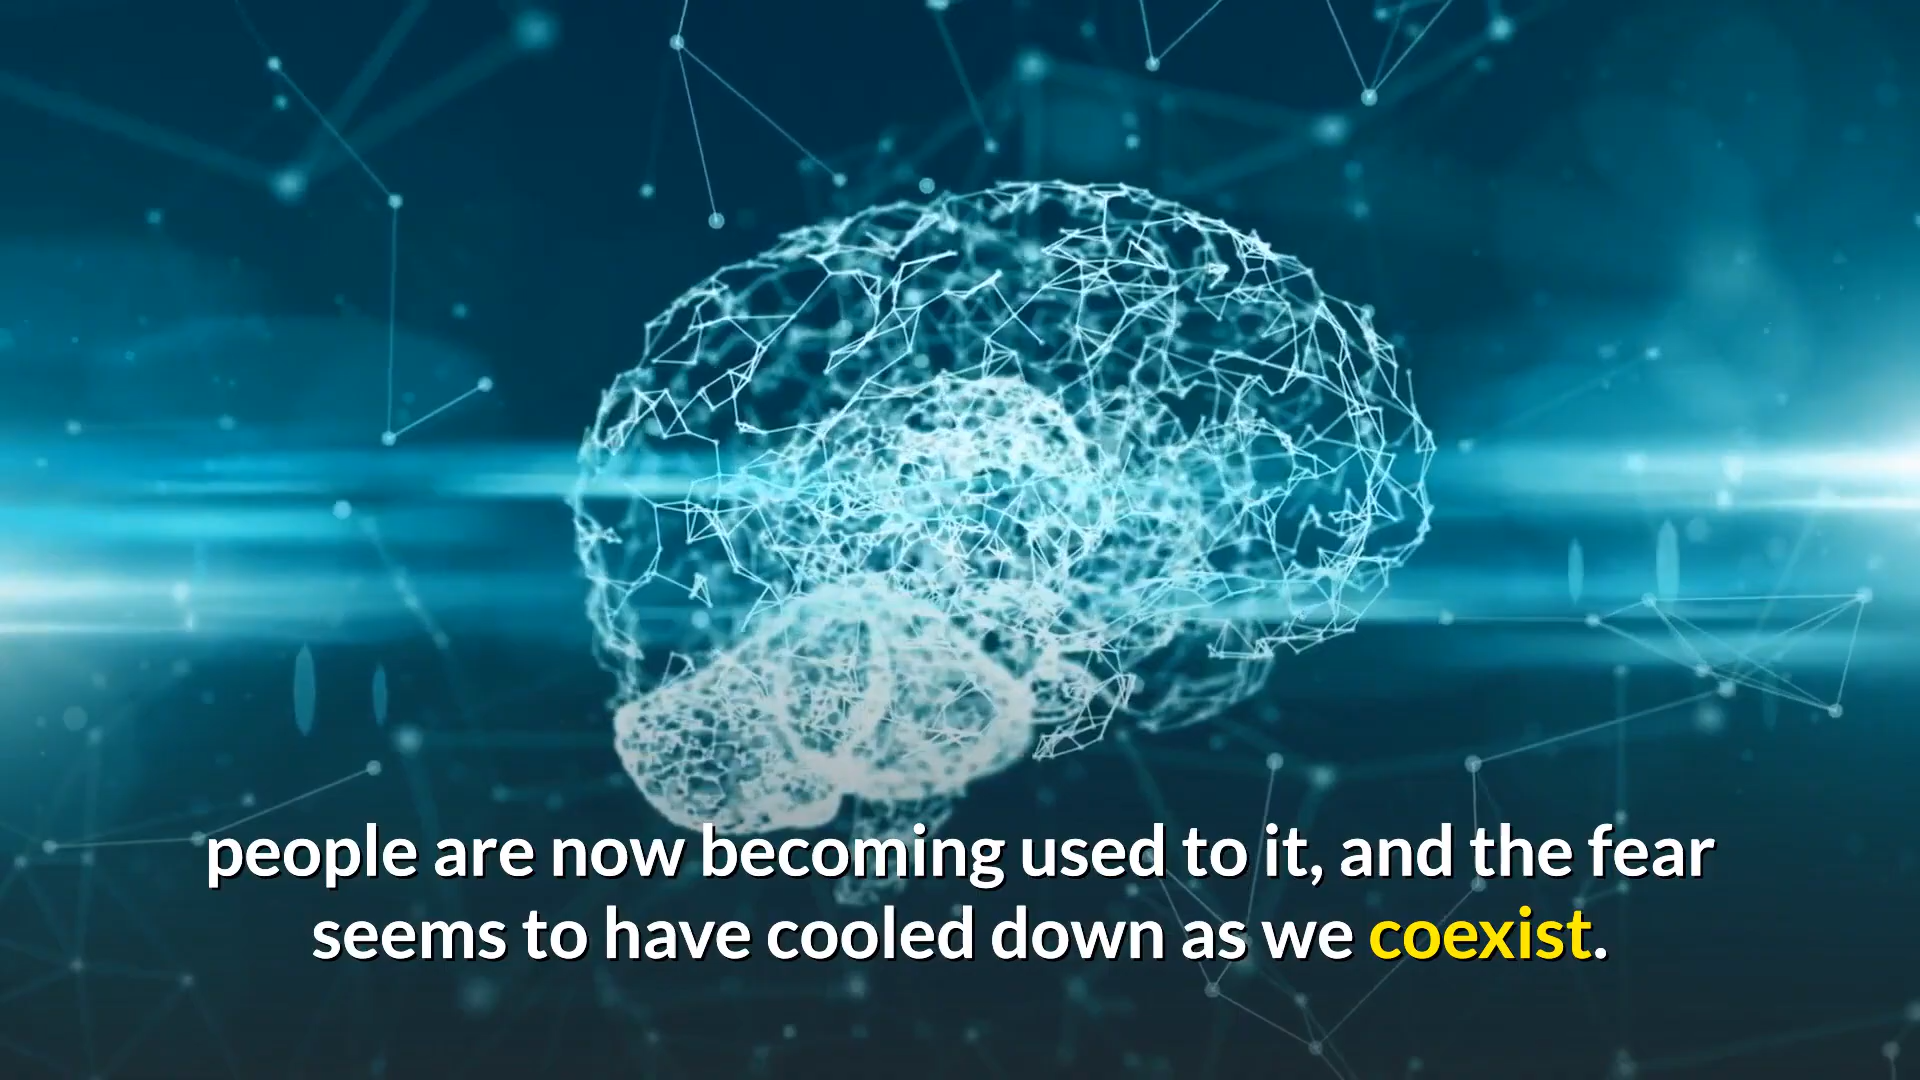 people are now becoming used to it, and the fear
seems to have cooled down as we coexist.